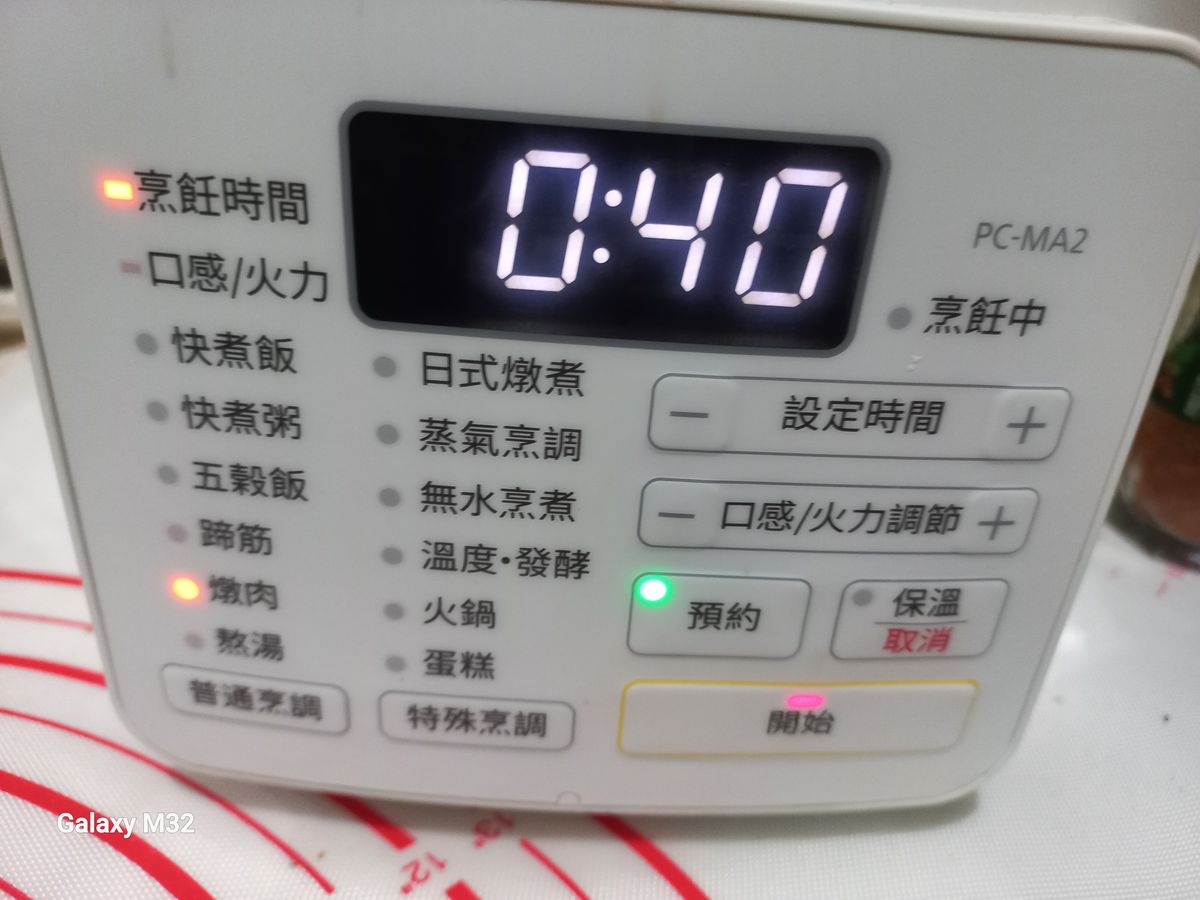 0:40
PC-MA2
烹飪時間
口感/火力
烹飪中
快煮飯
快煮粥
五穀飯
蹄筋
燉肉
熬湯
普通烹調
日式燉煮
蒸氣烹調
無水烹煮
溫度·發酵
火鍋
蛋糕
特殊烹調
− 設定時間 +
− 口感/火力調節 +
預約
保溫
取消
開始
Galaxy M32
12"
13"